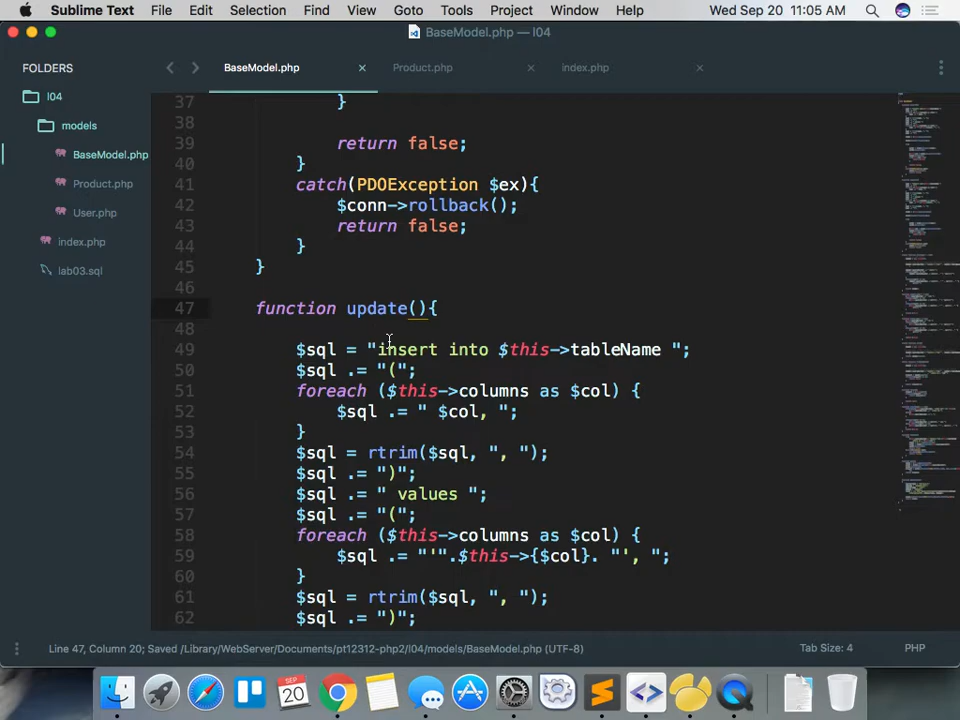 Sublime Text File Edit Selection Find View Goto Tools Project Window Help Wed Sep 20 11:05 AM
BaseModel.php — l04
FOLDERS
l04
models
BaseModel.php
Product.php
User.php
index.php
lab03.sql
BaseModel.php × Product.php × index.php ×
37 }
38
39 return false;
40 }
41 catch(PDOException $ex){
42 $conn->rollback();
43 return false;
44 }
45 }
46
47 function update(){
48
49 $sql = "insert into $this->tableName ";
50 $sql .= "(";
51 foreach ($this->columns as $col) {
52 $sql .= " $col, ";
53 }
54 $sql = rtrim($sql, ", ");
55 $sql .= ")";
56 $sql .= " values ";
57 $sql .= "(";
58 foreach ($this->columns as $col) {
59 $sql .= "'".$this->{$col}. "', ";
60 }
61 $sql = rtrim($sql, ", ");
62 $sql .= ")";
Line 47, Column 20; Saved /Library/WebServer/Documents/pt12312-php2/l04/models/BaseModel.php (UTF-8) Tab Size: 4 PHP
SEP
20